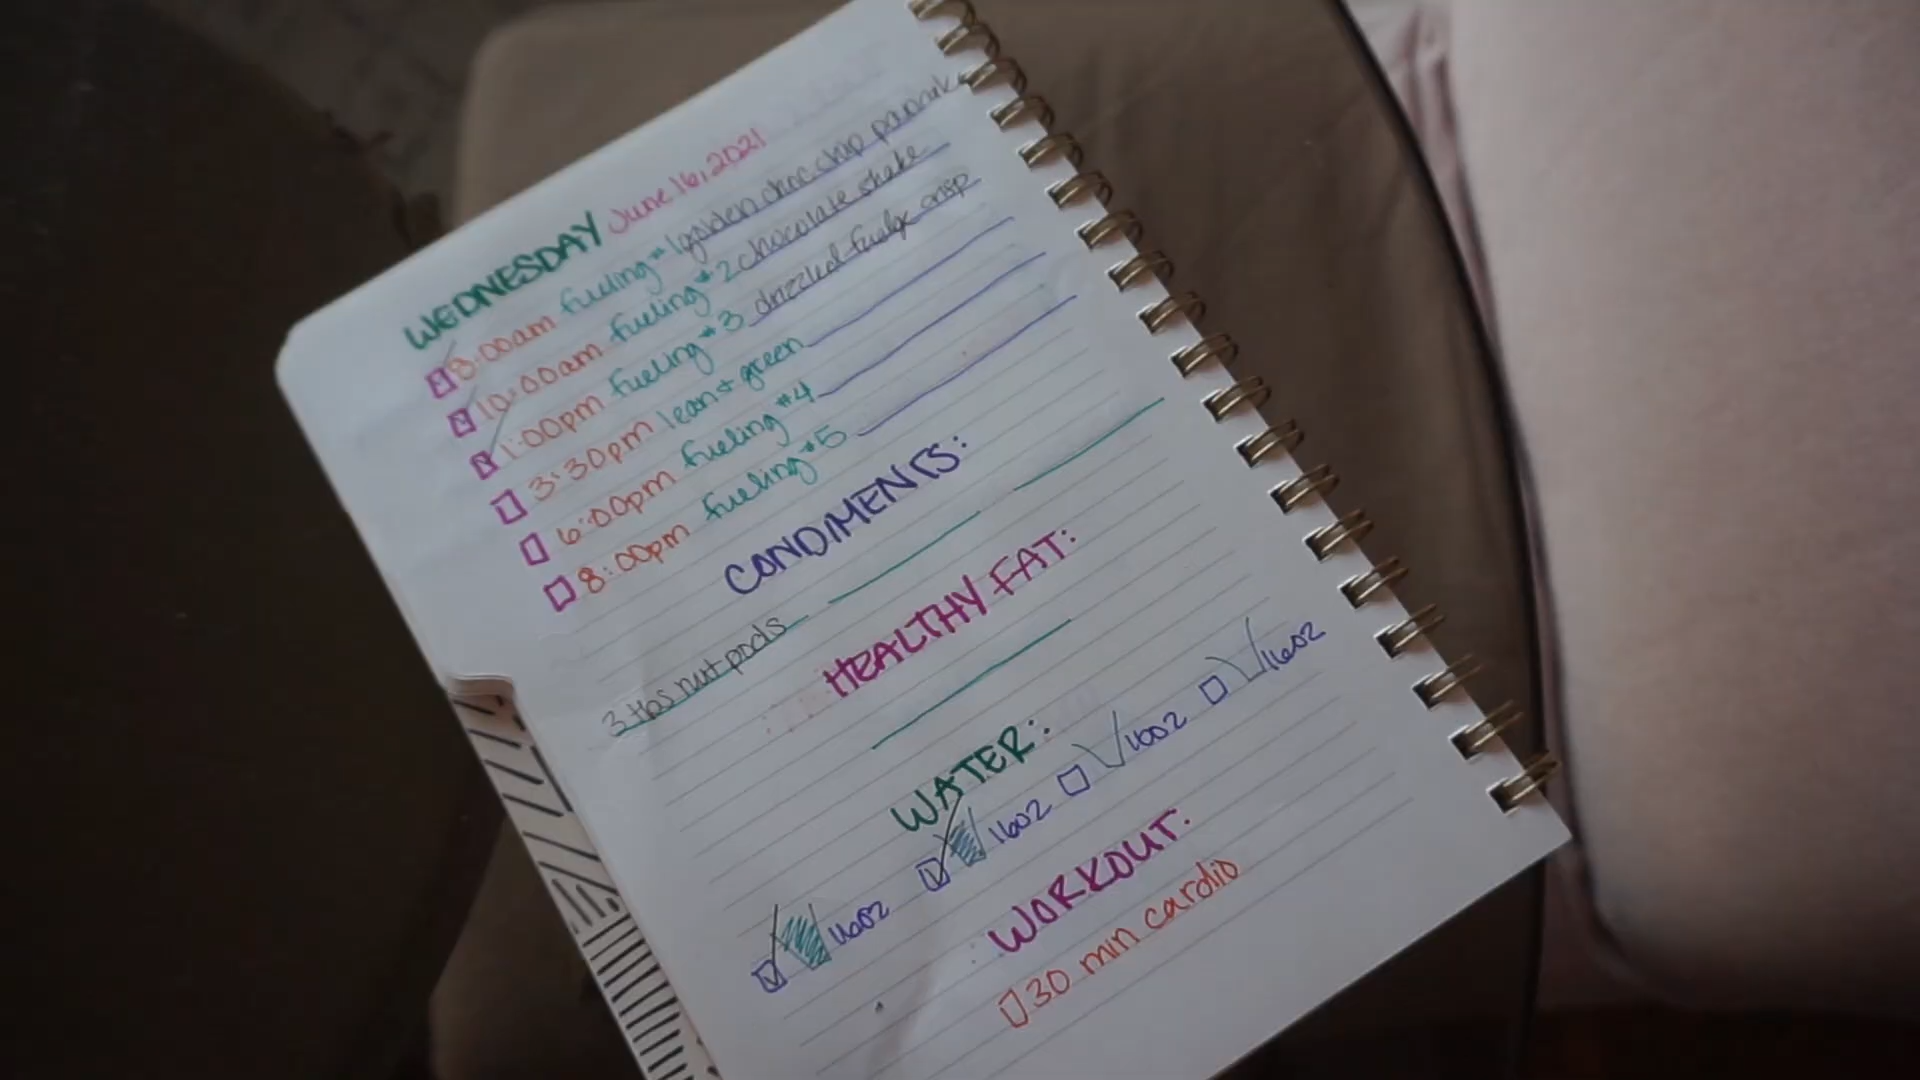 WEDNESDAY June 16, 2021
8:00am fueling #1 golden choc chip pancake
10:00am fueling #2 chocolate shake
1:00pm fueling #3 drizzled fudge crisp
3:30pm lean + green
6:00pm fueling #4
8:00pm fueling #5
CONDIMENTS:
3 tbs nut pods
HEALTHY FAT:
WATER:
16oz 16oz 16oz 16oz
WORKOUT:
30 min cardio